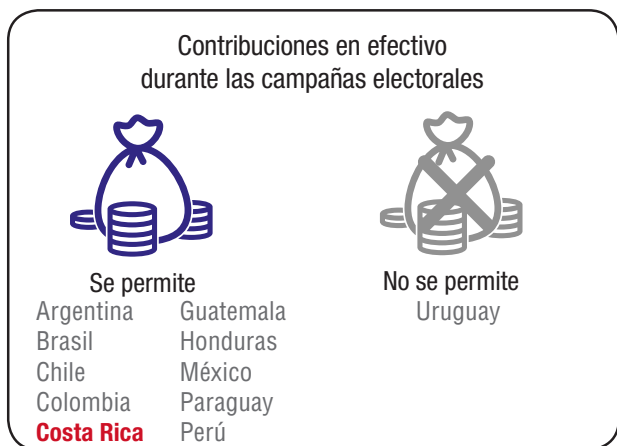 Contribuciones en efectivo
durante las campañas electorales
Se permite
Argentina
Brasil
Chile
Colombia
Costa Rica
Guatemala
Honduras
México
Paraguay
Perú
No se permite
Uruguay